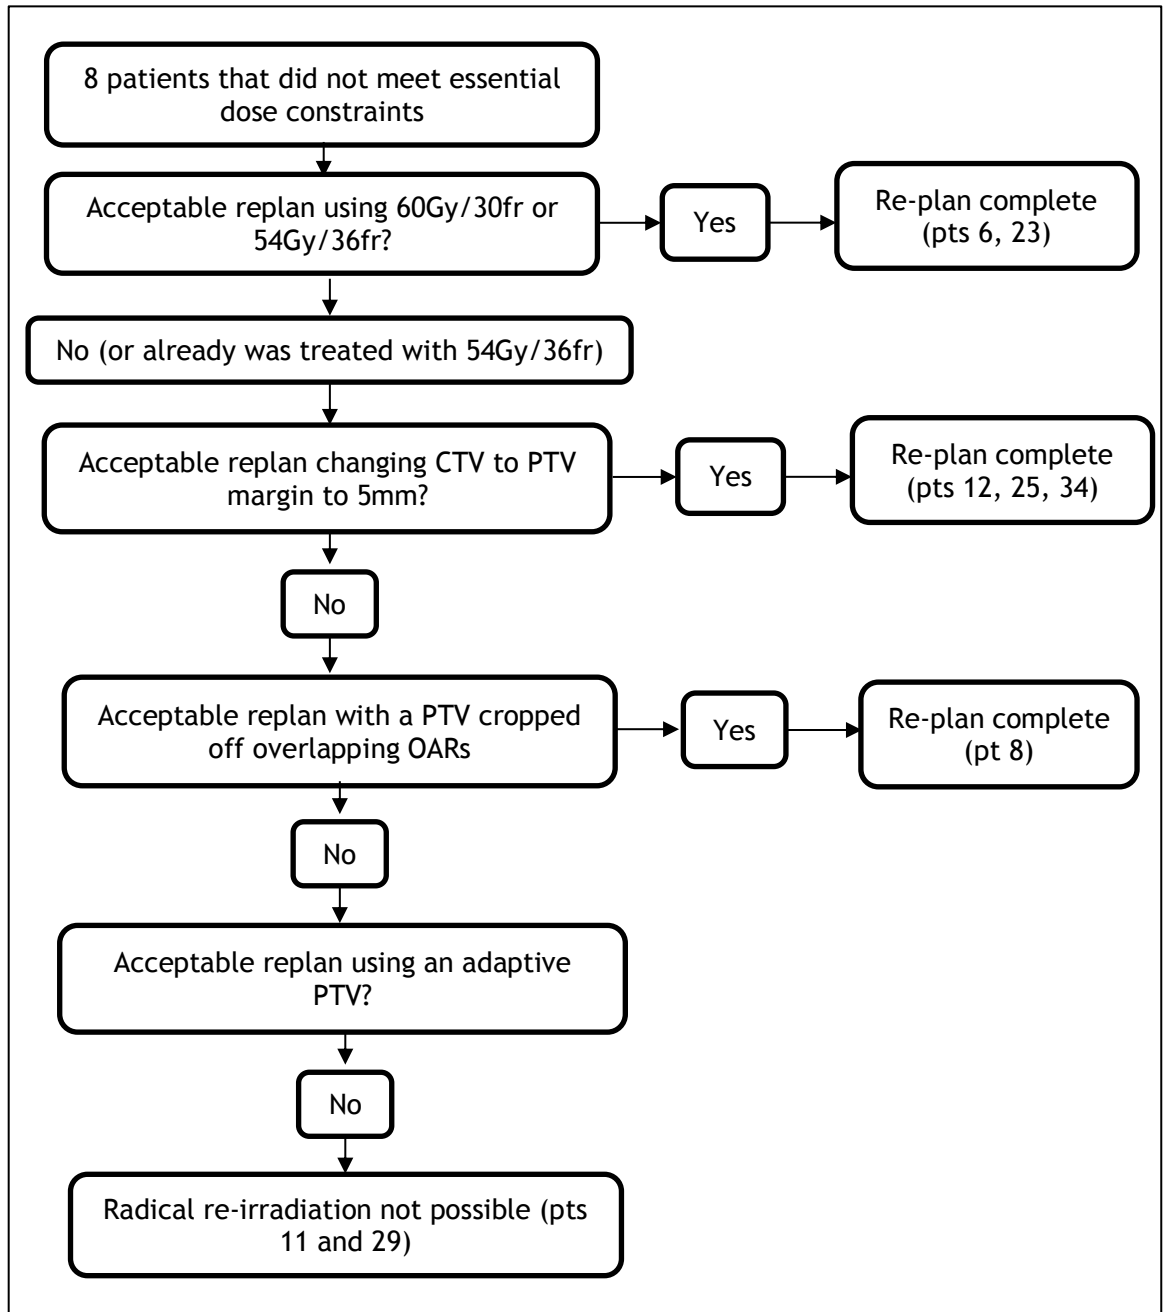 8 patients that did not meet essential
dose constraints
Acceptable replan using 60Gy/30fr or
54Gy/36fr?
Yes
Re-plan complete
(pts 6, 23)
No (or already was treated with 54Gy/36fr)
Acceptable replan changing CTV to PTV
margin to 5mm?
Yes
Re-plan complete
(pts 12, 25, 34)
No
Acceptable replan with a PTV cropped
off overlapping OARs
Yes
Re-plan complete
(pt 8)
No
Acceptable replan using an adaptive
PTV?
No
Radical re-irradiation not possible (pts
11 and 29)